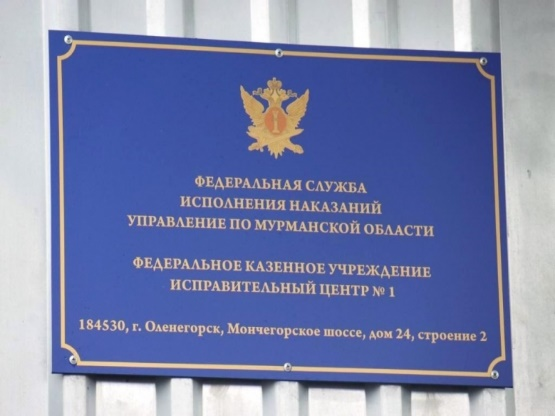 ФЕДЕРАЛЬНАЯ СЛУЖБА
ИСПОЛНЕНИЯ НАКАЗАНИЙ
УПРАВЛЕНИЕ ПО МУРМАНСКОЙ ОБЛАСТИ
ФЕДЕРАЛЬНОЕ КАЗЕННОЕ УЧРЕЖДЕНИЕ
ИСПРАВИТЕЛЬНЫЙ ЦЕНТР № 1
184530, г. Оленегорск, Мончегорское шоссе, дом 24, строение 2